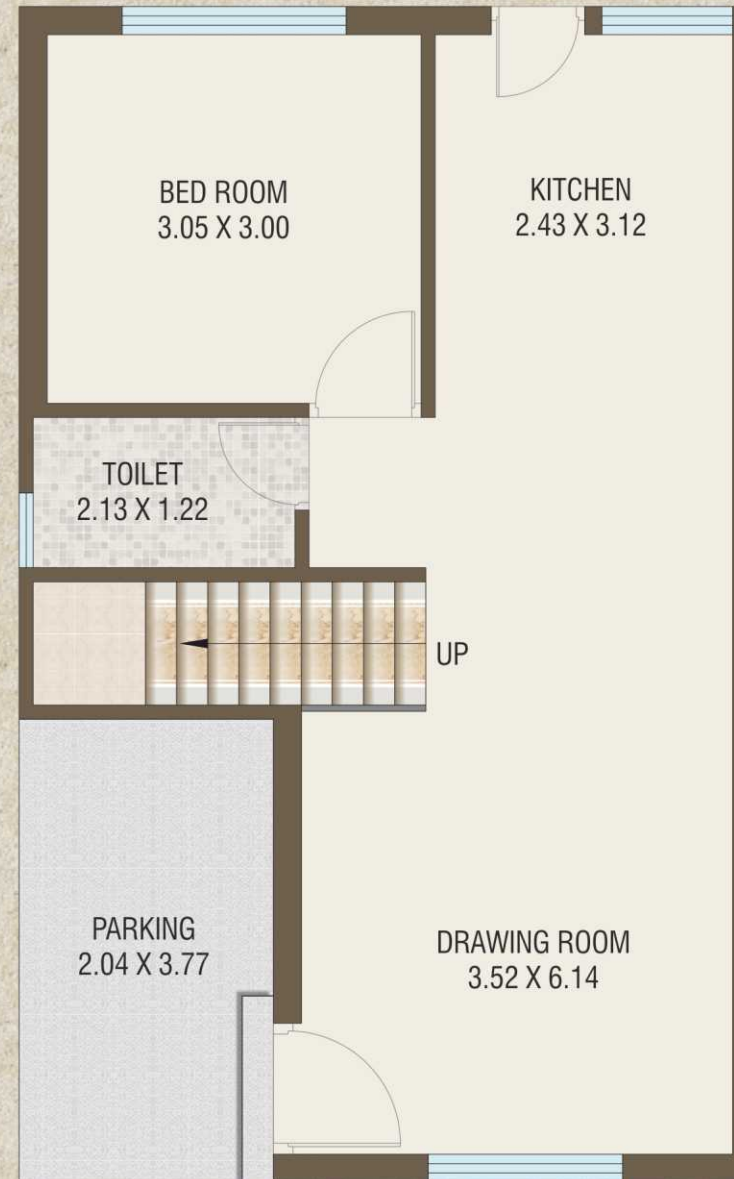 BED ROOM
3.05 X 3.00
KITCHEN
2.43 X 3.12
TOILET
2.13 X 1.22
UP
PARKING
2.04 X 3.77
DRAWING ROOM
3.52 X 6.14